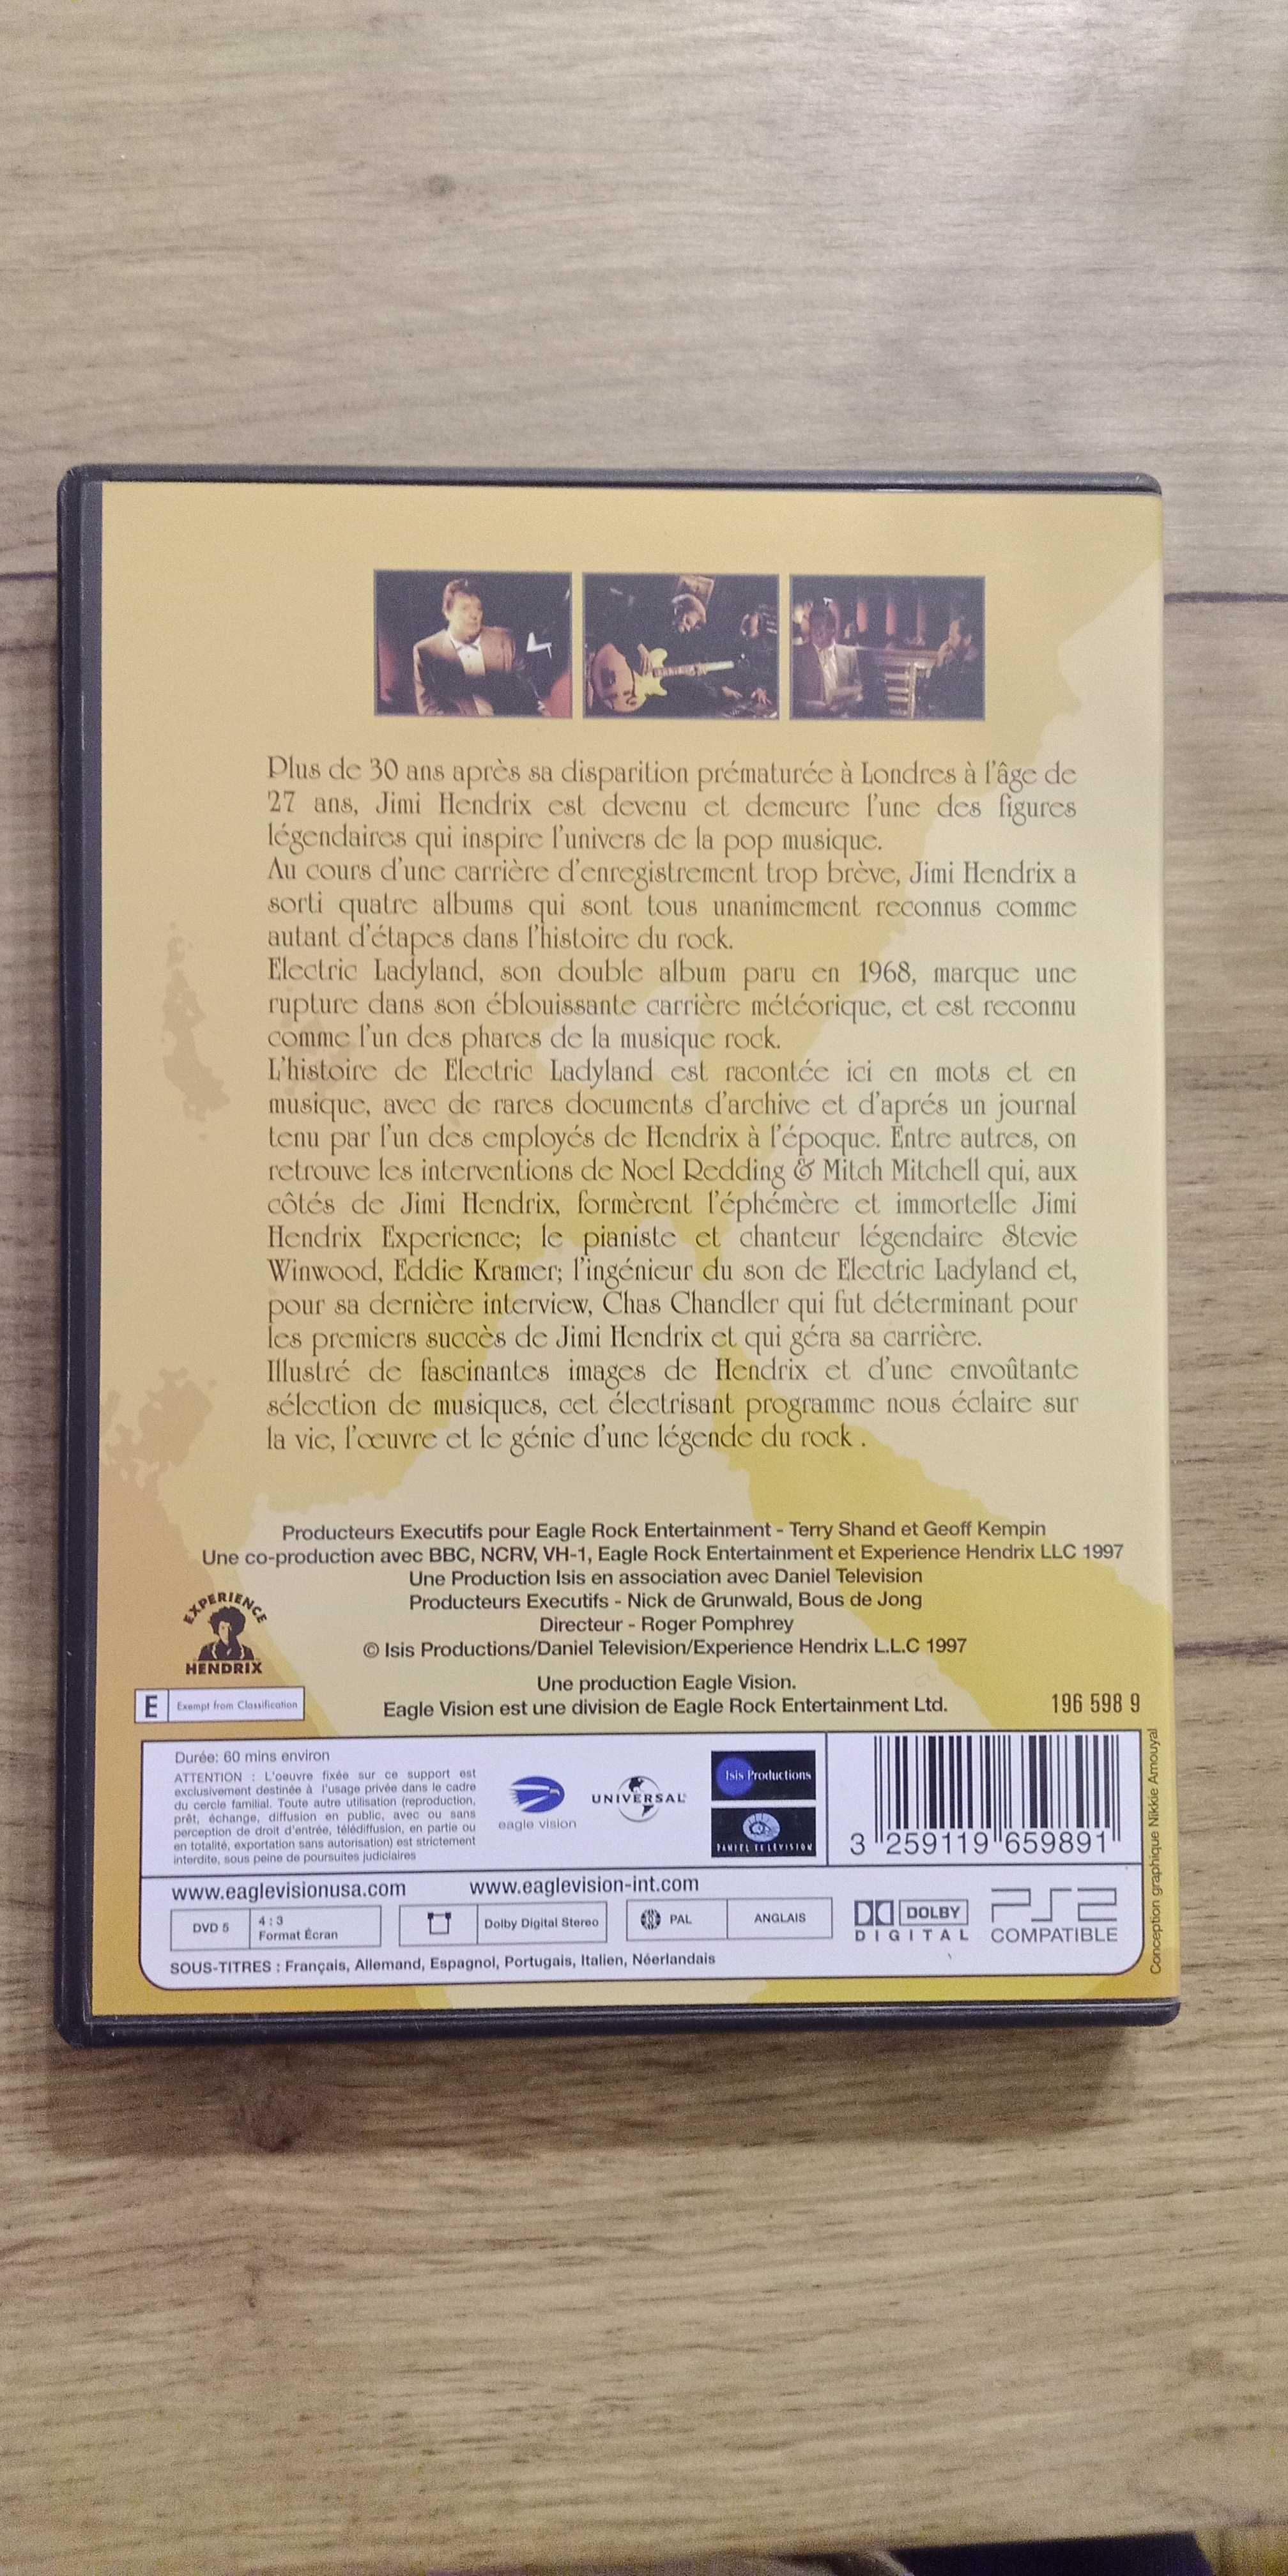 Plus de 30 ans après sa disparition prématurée à Londres à l'âge de
27 ans, Jimi Hendrix est devenu et demeure l'une des figures
légendaires qui inspire l'univers de la pop musique.
Au cours d'une carrière d'enregistrement trop brève, Jimi Hendrix a
sorti quatre albums qui sont tous unanimement reconnus comme
autant d'étapes dans l'histoire du rock.
Electric Ladyland, son double album paru en 1968, marque une
rupture dans son éblouissante carrière météorique, et est reconnu
comme l'un des phares de la musique rock.
L'histoire de Electric Ladyland est racontée ici en mots et en
musique, avec de rares documents d'archive et d'aprés un journal
tenu par l'un des employés de Hendrix à l'époque. Entre autres, on
retrouve les interventions de Noel Redding & Mitch Mitchell qui, aux
côtés de Jimi Hendrix, formèrent l'éphémère et immortelle Jimi
Hendrix Experience; le pianiste et chanteur légendaire Stevie
Winwood, Eddie Kramer; l'ingénieur du son de Electric Ladyland et,
pour sa dernière interview, Chas Chandler qui fut déterminant pour
les premiers succès de Jimi Hendrix et qui géra sa carrière.
Illustré de fascinantes images de Hendrix et d'une envoûtante
sélection de musiques, cet électrisant programme nous éclaire sur
la vie, l'œuvre et le génie d'une légende du rock .
Producteurs Executifs pour Eagle Rock Entertainment - Terry Shand et Geoff Kempin
Une co-production avec BBC, NCRV, VH-1, Eagle Rock Entertainment et Experience Hendrix LLC 1997
Une Production Isis en association avec Daniel Television
Producteurs Executifs - Nick de Grunwald, Bous de Jong
Directeur - Roger Pomphrey
© Isis Productions/Daniel Television/Experience Hendrix L.L.C 1997
EXPERIENCE
HENDRIX
Une production Eagle Vision.
Eagle Vision est une division de Eagle Rock Entertainment Ltd.
E Exempt from Classification
196 598 9
Durée: 60 mins environ
ATTENTION : L'oeuvre fixée sur ce support est
exclusivement destinée à l'usage privée dans le cadre
du cercle familial. Toute autre utilisation (reproduction,
prêt, échange, diffusion en public, avec ou sans
perception de droit d'entrée, télédiffusion, en partie ou
en totalité, exportation sans autorisation) est strictement
interdite, sous peine de poursuites judiciaires
eagle vision
UNIVERSAL
Isis Productions
DANIEL TELEVISION
3 259119 659891
Conception graphique Nikkie Amouyal
www.eaglevisionusa.com
www.eaglevision-int.com
DVD 5
4 : 3
Format Écran
Dolby Digital Stereo
PAL
ANGLAIS
DOLBY
DIGITAL
PS2
COMPATIBLE
SOUS-TITRES : Français, Allemand, Espagnol, Portugais, Italien, Néerlandais